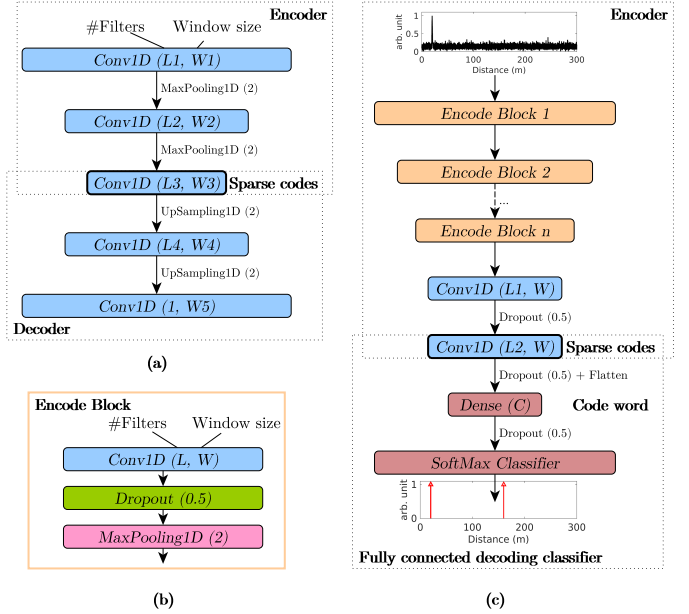 Encoder
#Filters Window size
Conv1D (L1, W1)
MaxPooling1D (2)
Conv1D (L2, W2)
MaxPooling1D (2)
Conv1D (L3, W3) Sparse codes
UpSampling1D (2)
Conv1D (L4, W4)
UpSampling1D (2)
Conv1D (1, W5)
Decoder
(a)
Encode Block
#Filters Window size
Conv1D (L, W)
Dropout (0.5)
MaxPooling1D (2)
(b)
Encoder
arb. unit
1
0.5
0
0 100 200 300
Distance (m)
Encode Block 1
Encode Block 2
...
Encode Block n
Conv1D (L1, W)
Dropout (0.5)
Conv1D (L2, W) Sparse codes
Dropout (0.5) + Flatten
Dense (C) Code word
Dropout (0.5)
SoftMax Classifier
arb. unit
1
0.5
0
0 100 200 300
Distance (m)
Fully connected decoding classifier
(c)